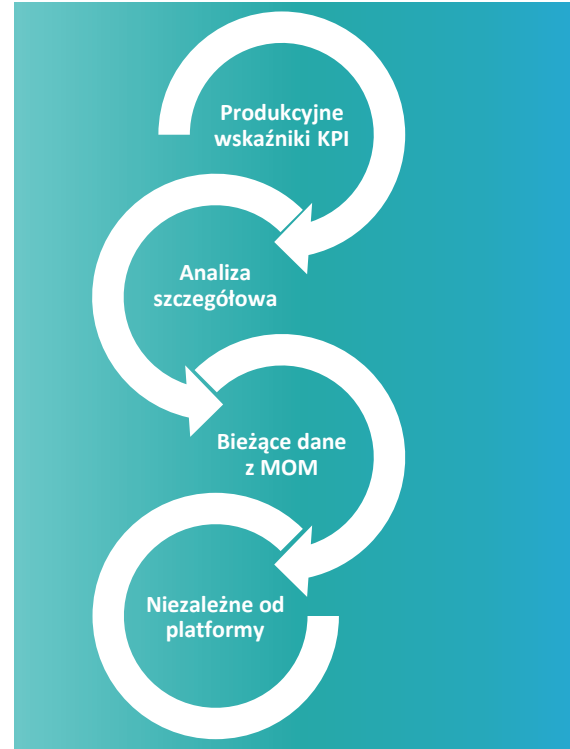 Produkcyjne
wskaźniki KPI
Analiza
szczegółowa
Bieżące dane
z MOM
Niezależne od
platformy